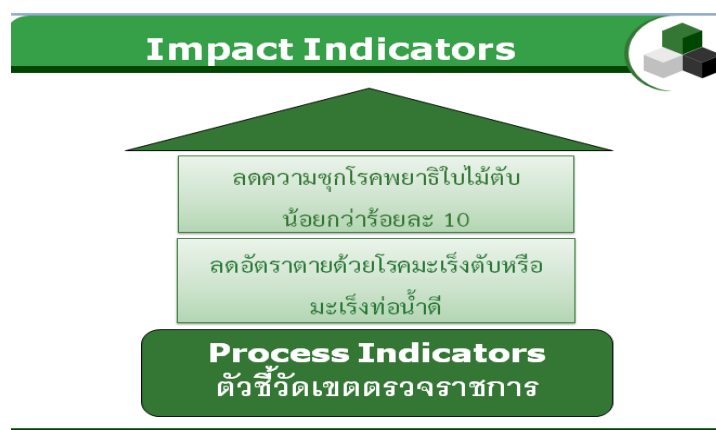 Impact Indicators
ลดความชุกโรคพยาธิใบไม้ตับ
น้อยกว่าร้อยละ 10
ลดอัตราตายด้วยโรคมะเร็งตับหรือ
มะเร็งท่อน้ำดี
Process Indicators
ตัวชี้วัดเขตตรวจราชการ